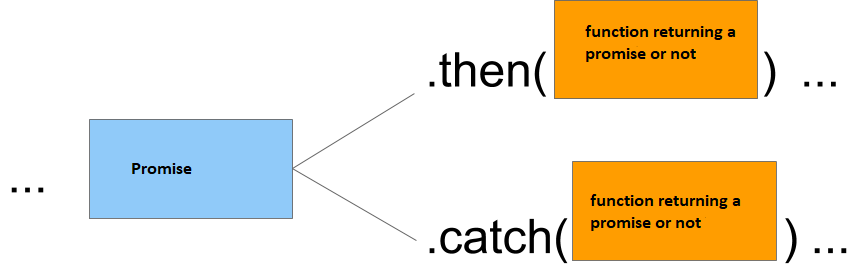 function returning a
promise or not
.then( ) ...
... Promise
function returning a
promise or not
.catch( ) ...